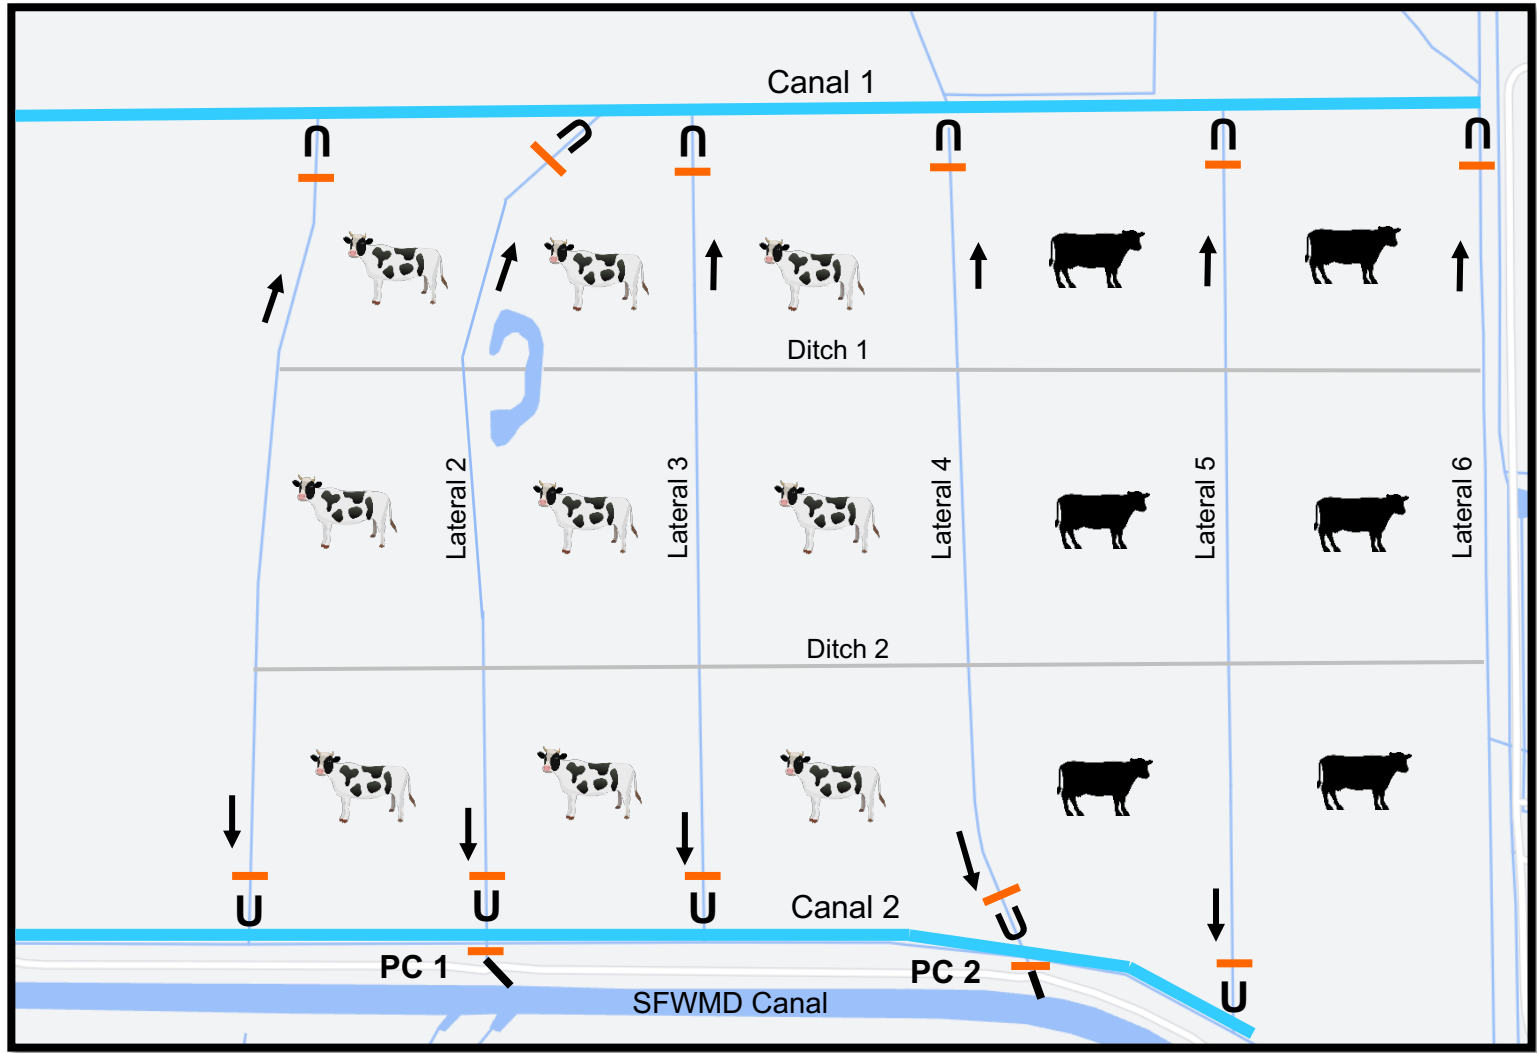 Canal 1
Ditch 1
Lateral 2
Lateral 3
Lateral 4
Lateral 5
Lateral 6
Ditch 2
Canal 2
PC 1
PC 2
SFWMD Canal